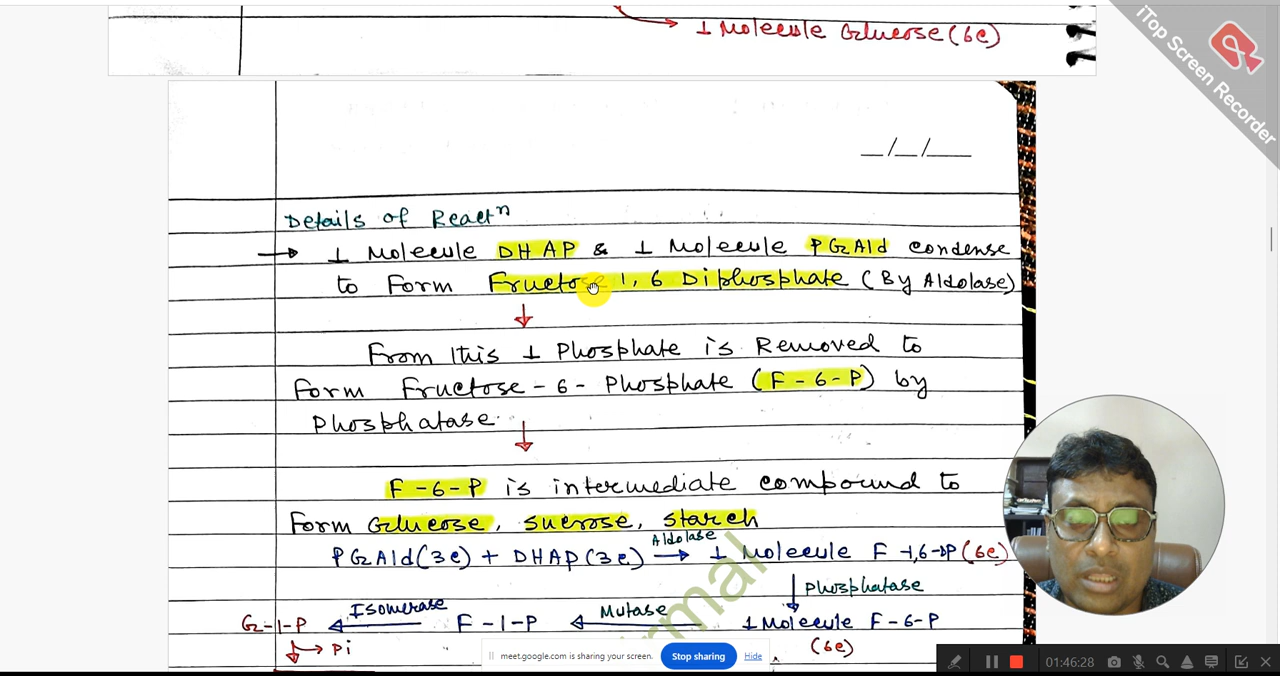 1 Molecule Glucose (6c)
iTop Screen Recorder
__/__/____
Details of Reactⁿ
→ 1 Molecule DHAP & 1 Molecule PGAld condense
to Form Fructose 1, 6 Diphosphate (By Aldolase)
↓
From this 1 Phosphate is Removed to
Form Fructose - 6 - Phosphate (F - 6 - P) by
Phosphatase.
↓
F - 6 - P is intermediate compound to
Form Glucose, Sucrose, Starch
PGAld (3c) + DHAP (3c) Aldolase → 1 Molecule F-1,6-DP (6c)
↓ Phosphatase
G-1-P ← Isomerase F-1-P ← Mutase 1 Molecule F-6-P
↓→ Pi (6c)
meet.google.com is sharing your screen. Stop sharing Hide
01:46:28